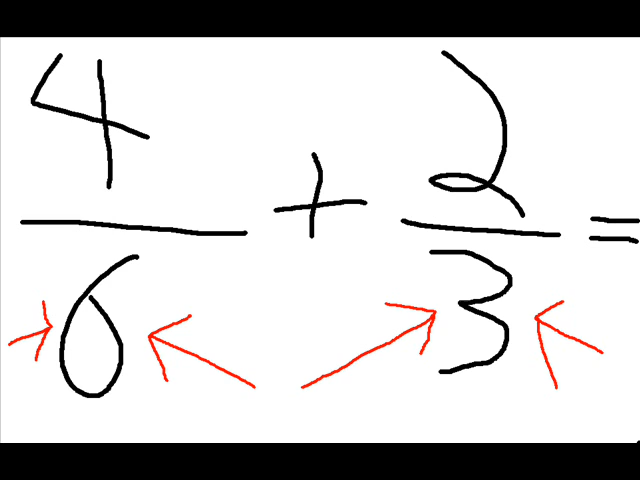 4/6 + 2/3 =